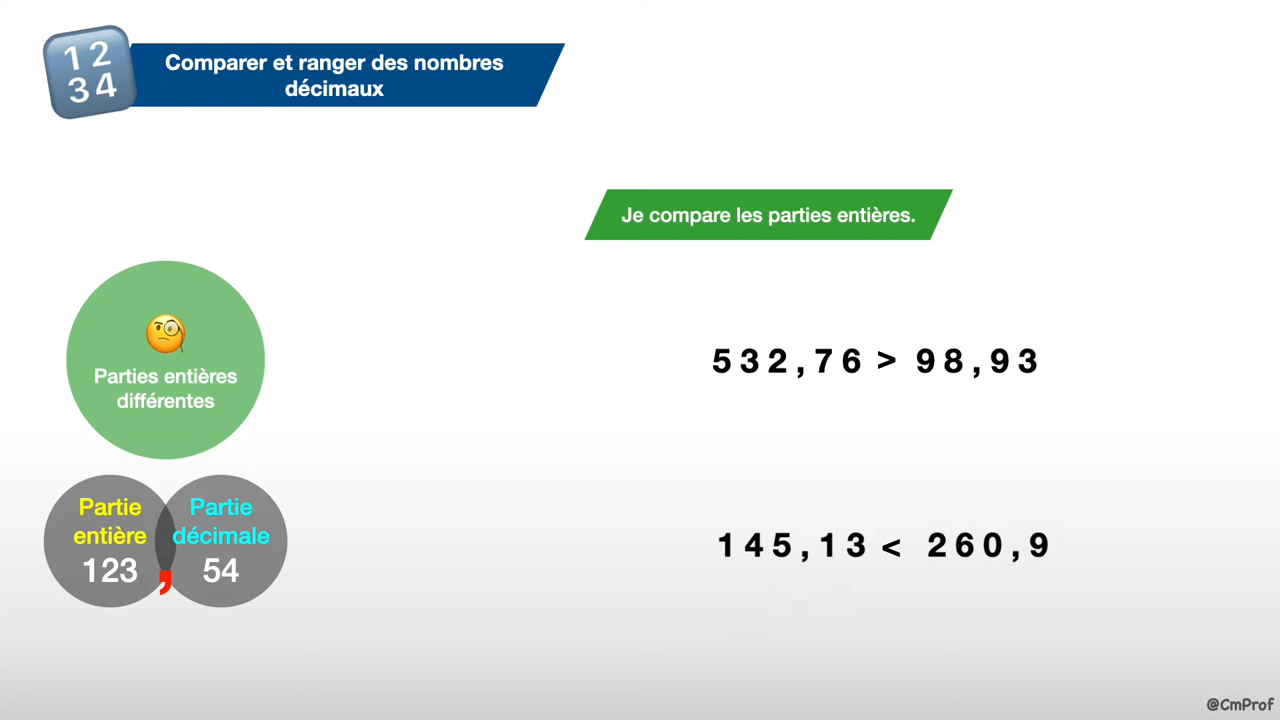 1 2
3 4
Comparer et ranger des nombres
décimaux
Je compare les parties entières.
Parties entières
différentes
532,76 > 98,93
Partie
entière
123
,
Partie
décimale
54
145,13 < 260,9
@CmProf